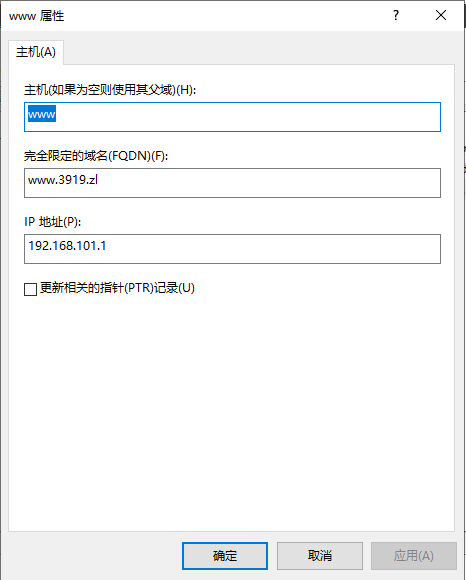 www 属性
?
主机(A)
主机(如果为空则使用其父域)(H):
www
完全限定的域名(FQDN)(F):
www.3919.zl
IP 地址(P):
192.168.101.1
更新相关的指针(PTR)记录(U)
确定 取消 应用(A)